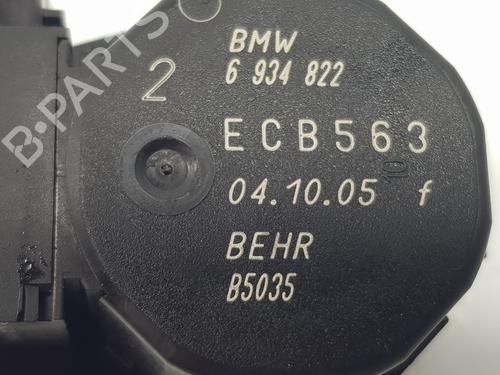 B-PARTS
BMW
6 934 822
2
ECB563
04.10.05 f
BEHR
B5035